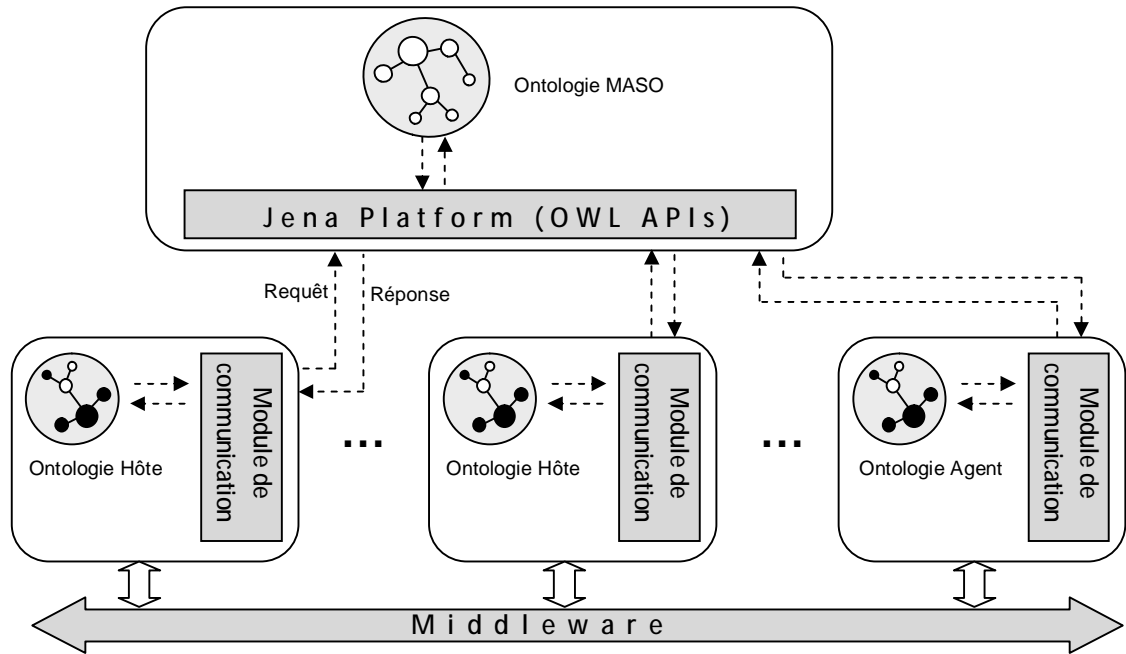 Ontologie MASO
Jena Platform (OWL APIs)
Requêt
Réponse
Ontologie Hôte
Module de
communication
...
Ontologie Hôte
Module de
communication
...
Ontologie Agent
Module de
communication
Middleware